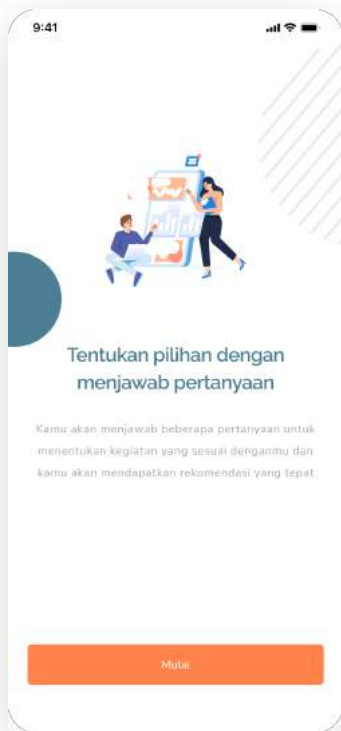 9:41
Tentukan pilihan dengan
menjawab pertanyaan
Kamu akan menjawab beberapa pertanyaan untuk
menentukan kegiatan yang sesuai denganmu dan
kamu akan mendapatkan rekomendasi yang tepat
Mulai